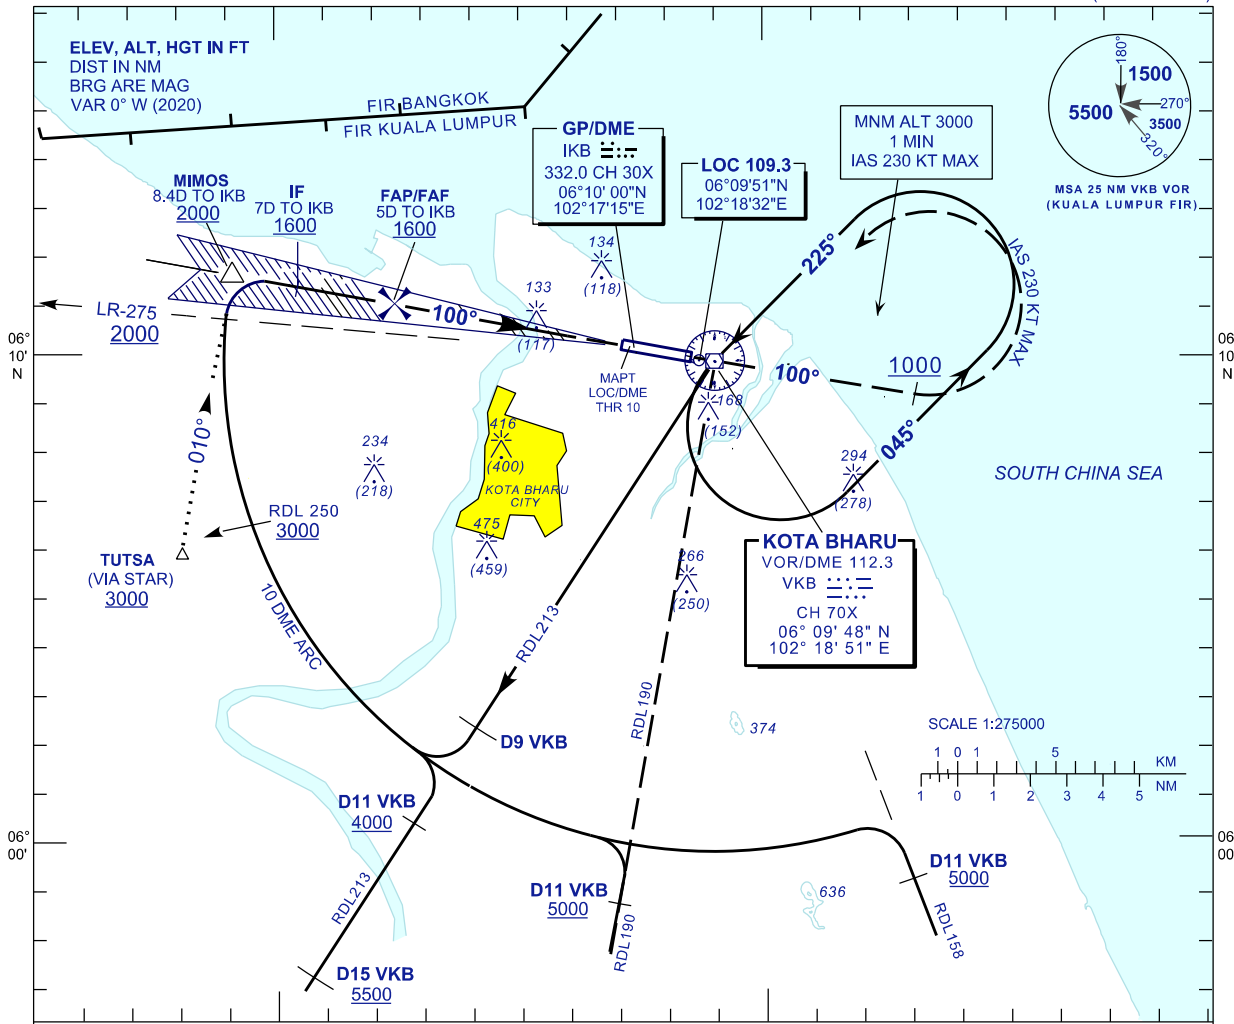 ELEV, ALT, HGT IN FT
DIST IN NM
BRG ARE MAG
VAR 0° W (2020)
FIR BANGKOK
FIR KUALA LUMPUR
MIMOS
8.4D TO IKB
2000
IF
7D TO IKB
1600
FAP/FAF
5D TO IKB
1600
GP/DME
IKB
332.0 CH 30X
06°10' 00"N
102°17'15"E
LOC 109.3
06°09'51"N
102°18'32"E
MNM ALT 3000
1 MIN
IAS 230 KT MAX
180°
1500
270°
5500
3500
320°
MSA 25 NM VKB VOR
(KUALA LUMPUR FIR)
134
(118)
133
(117)
225°
IAS 230 KT MAX
LR-275
2000
100°
06°
10'
N
06
10
N
MAPT
LOC/DME
THR 10
100°
1000
168
(152)
045°
010°
234
(218)
416
(400)
KOTA BHARU
CITY
475
(459)
294
(278)
SOUTH CHINA SEA
RDL 250
3000
TUTSA
(VIA STAR)
3000
266
(250)
KOTA BHARU
VOR/DME 112.3
VKB
CH 70X
06° 09' 48" N
102° 18' 51" E
10 DME ARC
RDL213
RDL190
D9 VKB
374
SCALE 1:275000
1 0 1 5
KM
NM
1 0 1 2 3 4 5
D11 VKB
4000
06°
00'
06
00
D11 VKB
5000
D11 VKB
5000
636
RDL213
RDL190
RDL158
D15 VKB
5500